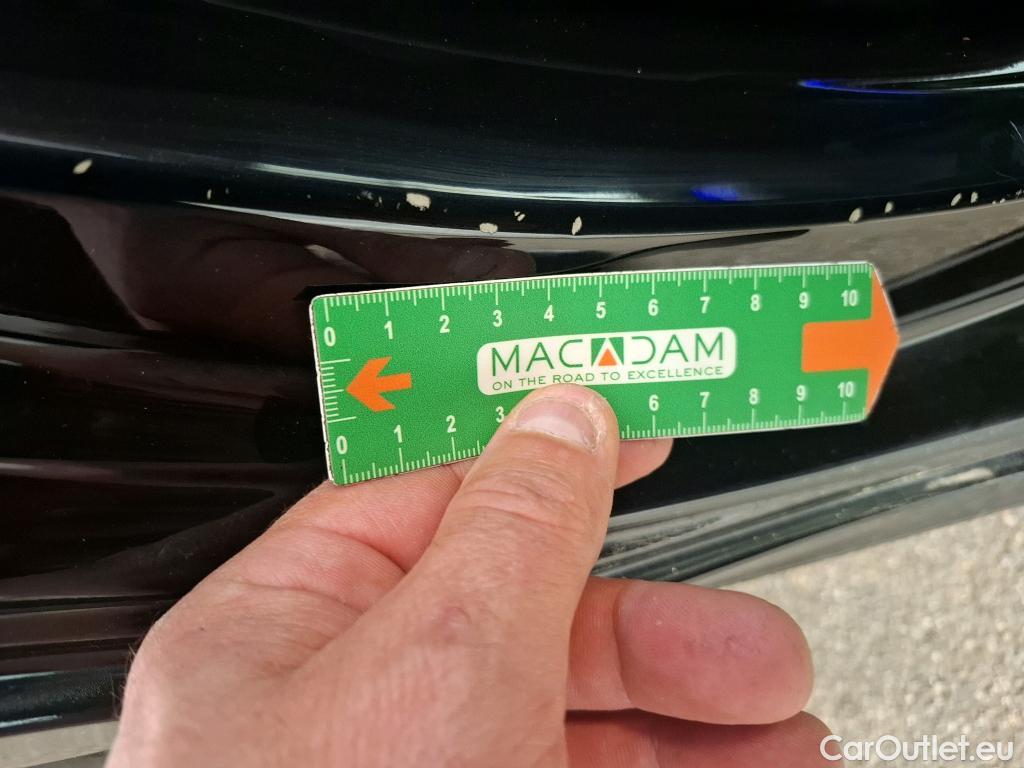 0 1 2 3 4 5 6 7 8 9 10
MACADAM
ON THE ROAD TO EXCELLENCE
0 1 2 3 6 7 8 9 10
CarOutlet.eu